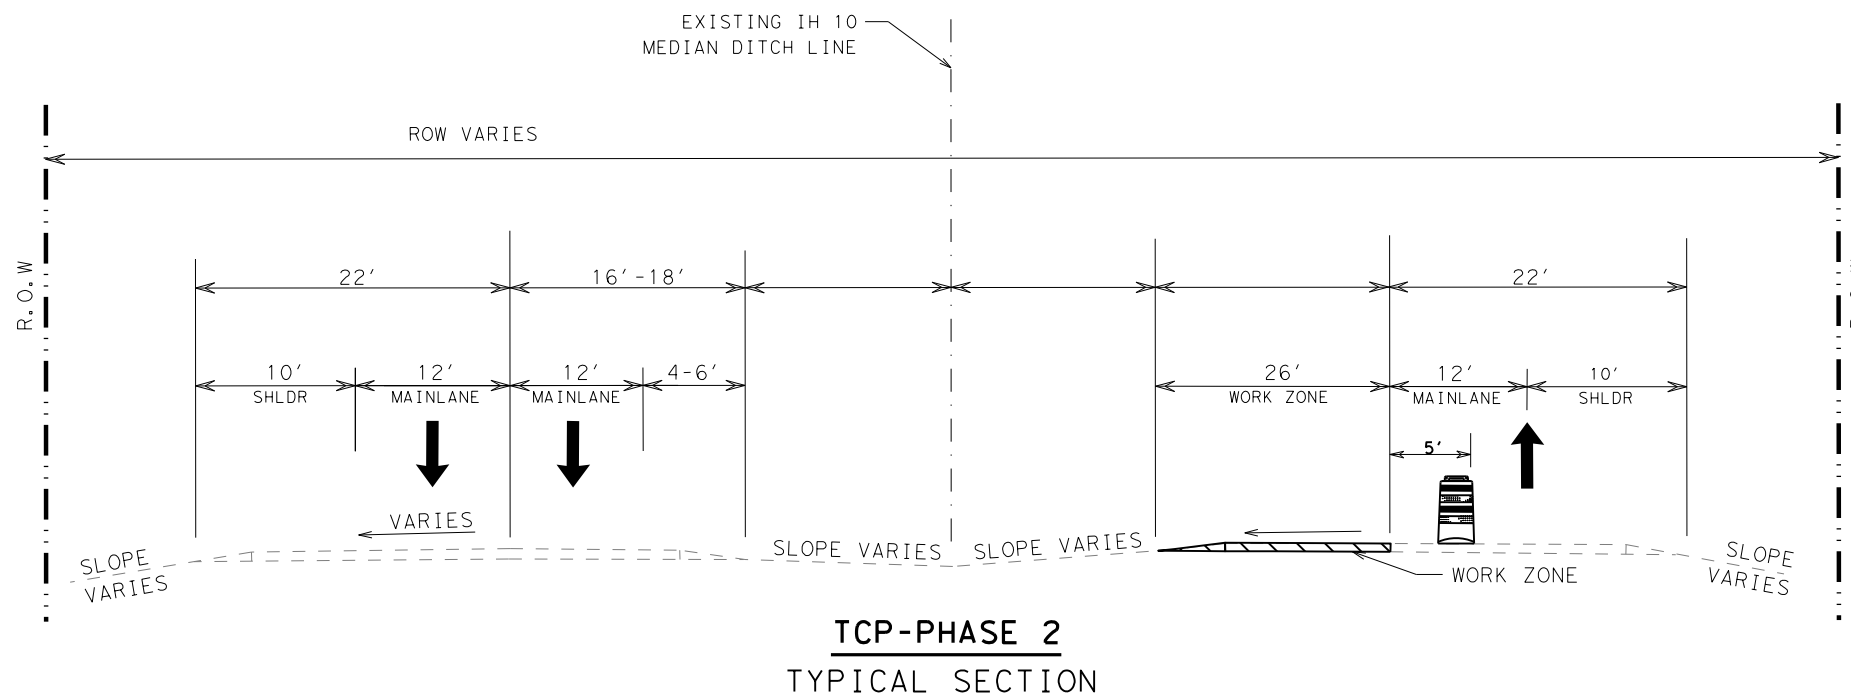 EXISTING IH 10
MEDIAN DITCH LINE
ROW VARIES
R.O.W
22'
16'-18'
22'
10'
SHLDR
12'
MAINLANE
12'
MAINLANE
4-6'
26'
WORK ZONE
12'
MAINLANE
10'
SHLDR
5'
VARIES
SLOPE
VARIES
SLOPE VARIES
SLOPE VARIES
SLOPE
VARIES
WORK ZONE
TCP-PHASE 2
TYPICAL SECTION